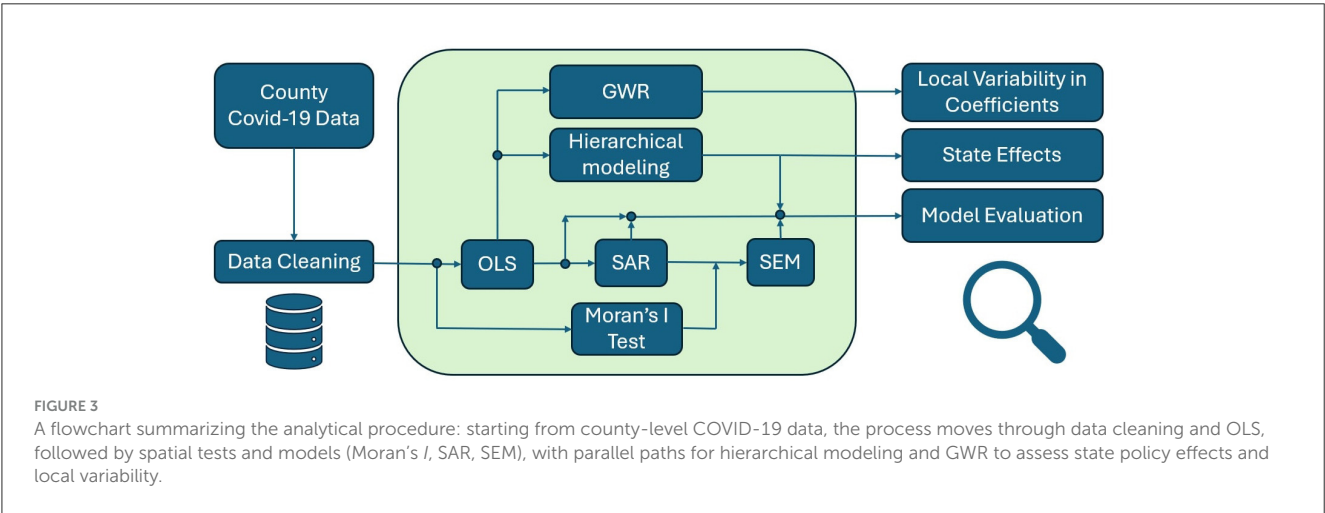 County
Covid-19 Data
Data Cleaning
GWR
Hierarchical
modeling
OLS
SAR
SEM
Moran's I
Test
Local Variability in
Coefficients
State Effects
Model Evaluation
FIGURE 3
A flowchart summarizing the analytical procedure: starting from county-level COVID-19 data, the process moves through data cleaning and OLS,
followed by spatial tests and models (Moran's I, SAR, SEM), with parallel paths for hierarchical modeling and GWR to assess state policy effects and
local variability.